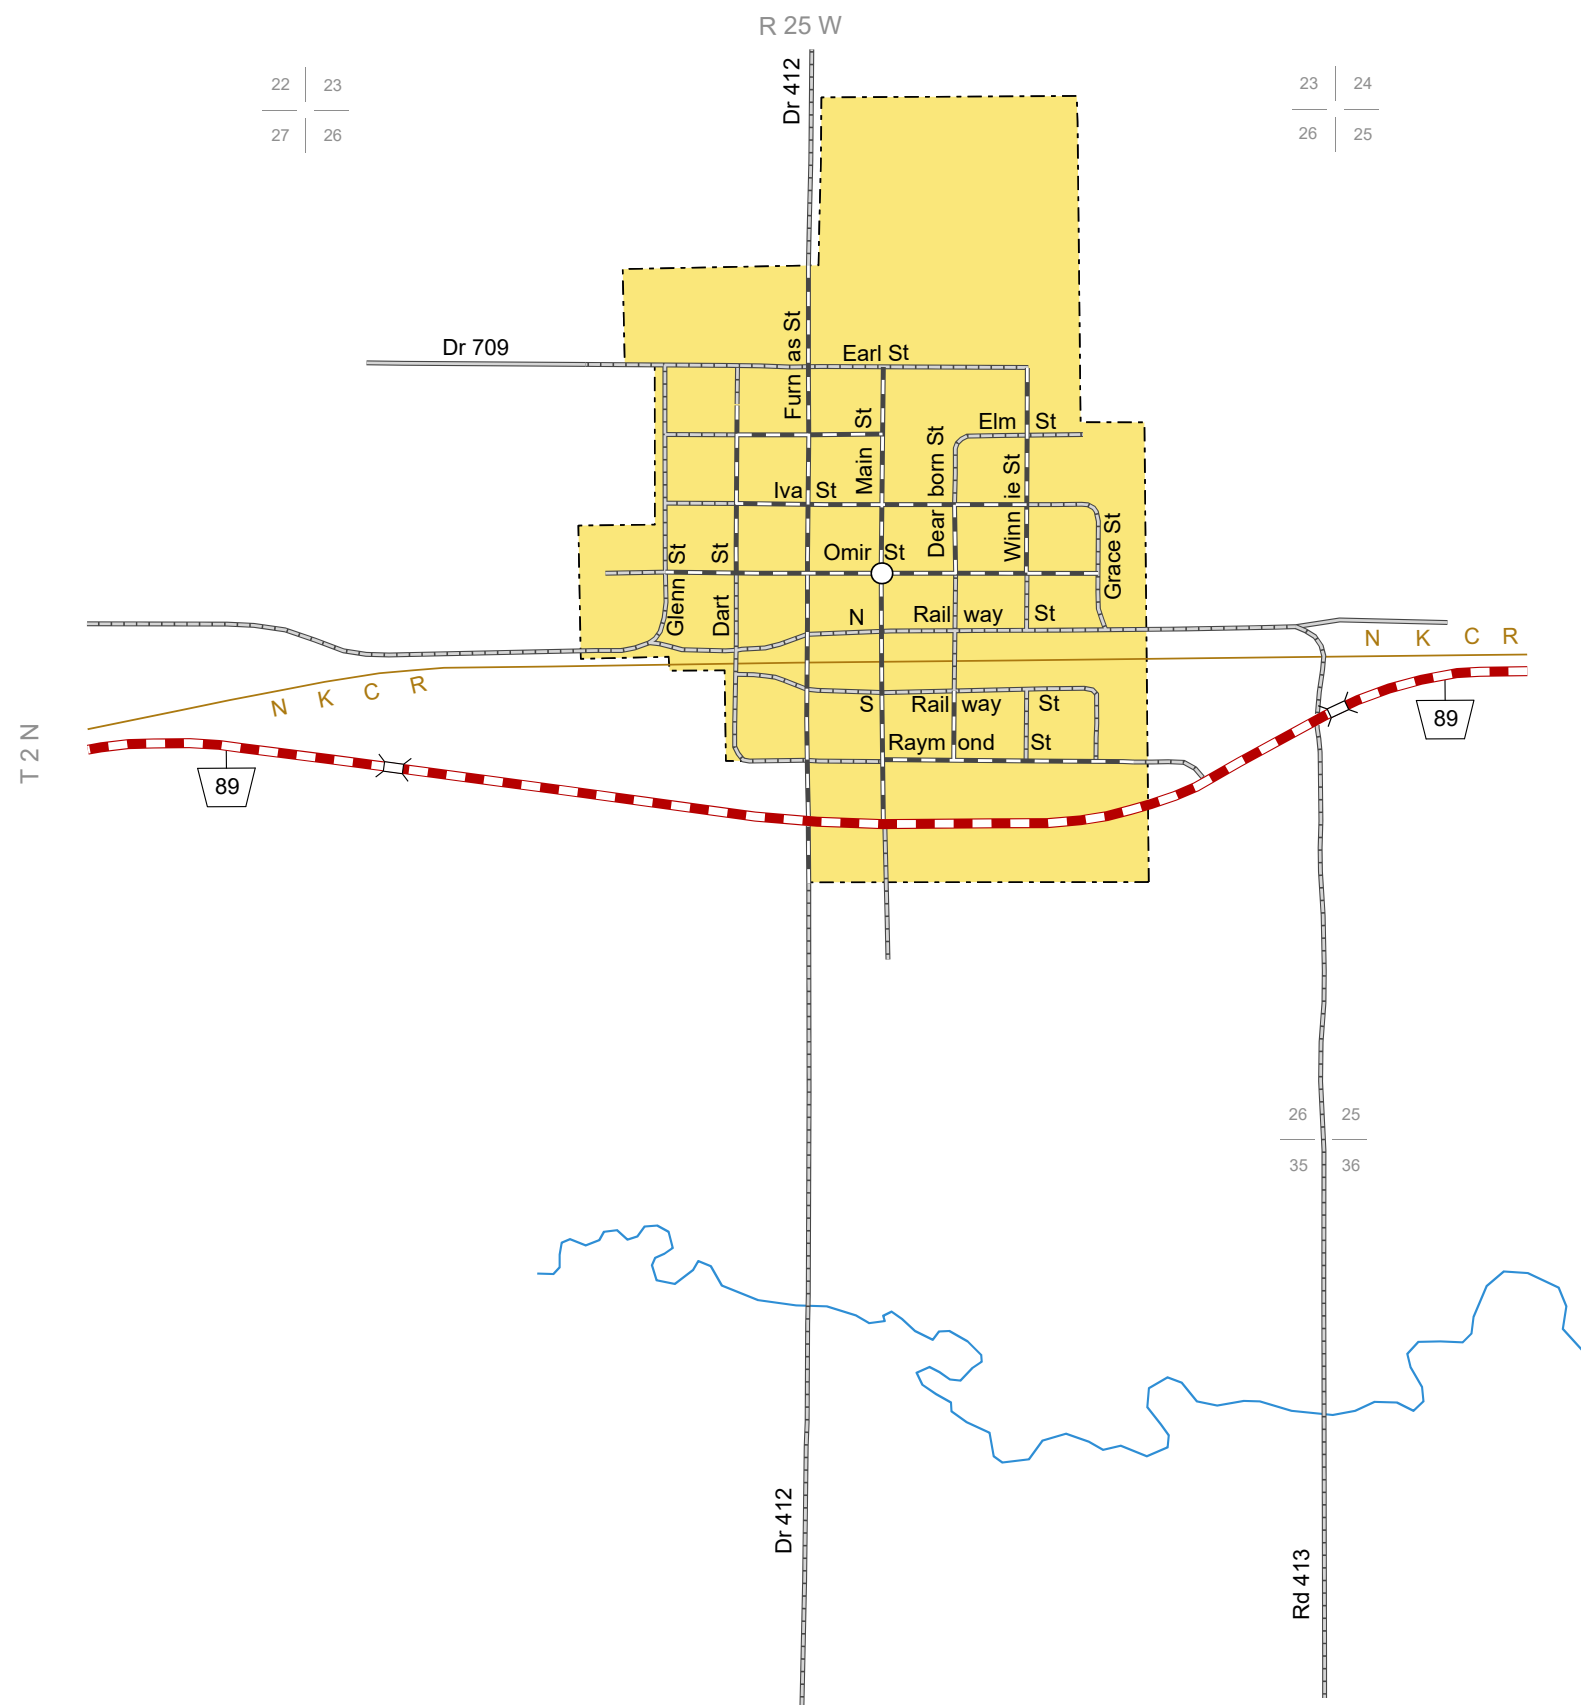 R 25 W
Dr 412
22 23
27 26
23 24
26 25
Dr 709
Furnas St
Earl St
Main St
Elm St
Dearborn St
Winnie St
Iva St
Omir St
Glenn St
Dart St
Grace St
N Railway St
N K C R
N K C R
S Railway St
Raymond St
89
89
T 2 N
26 25
35 36
Dr 412
Rd 413